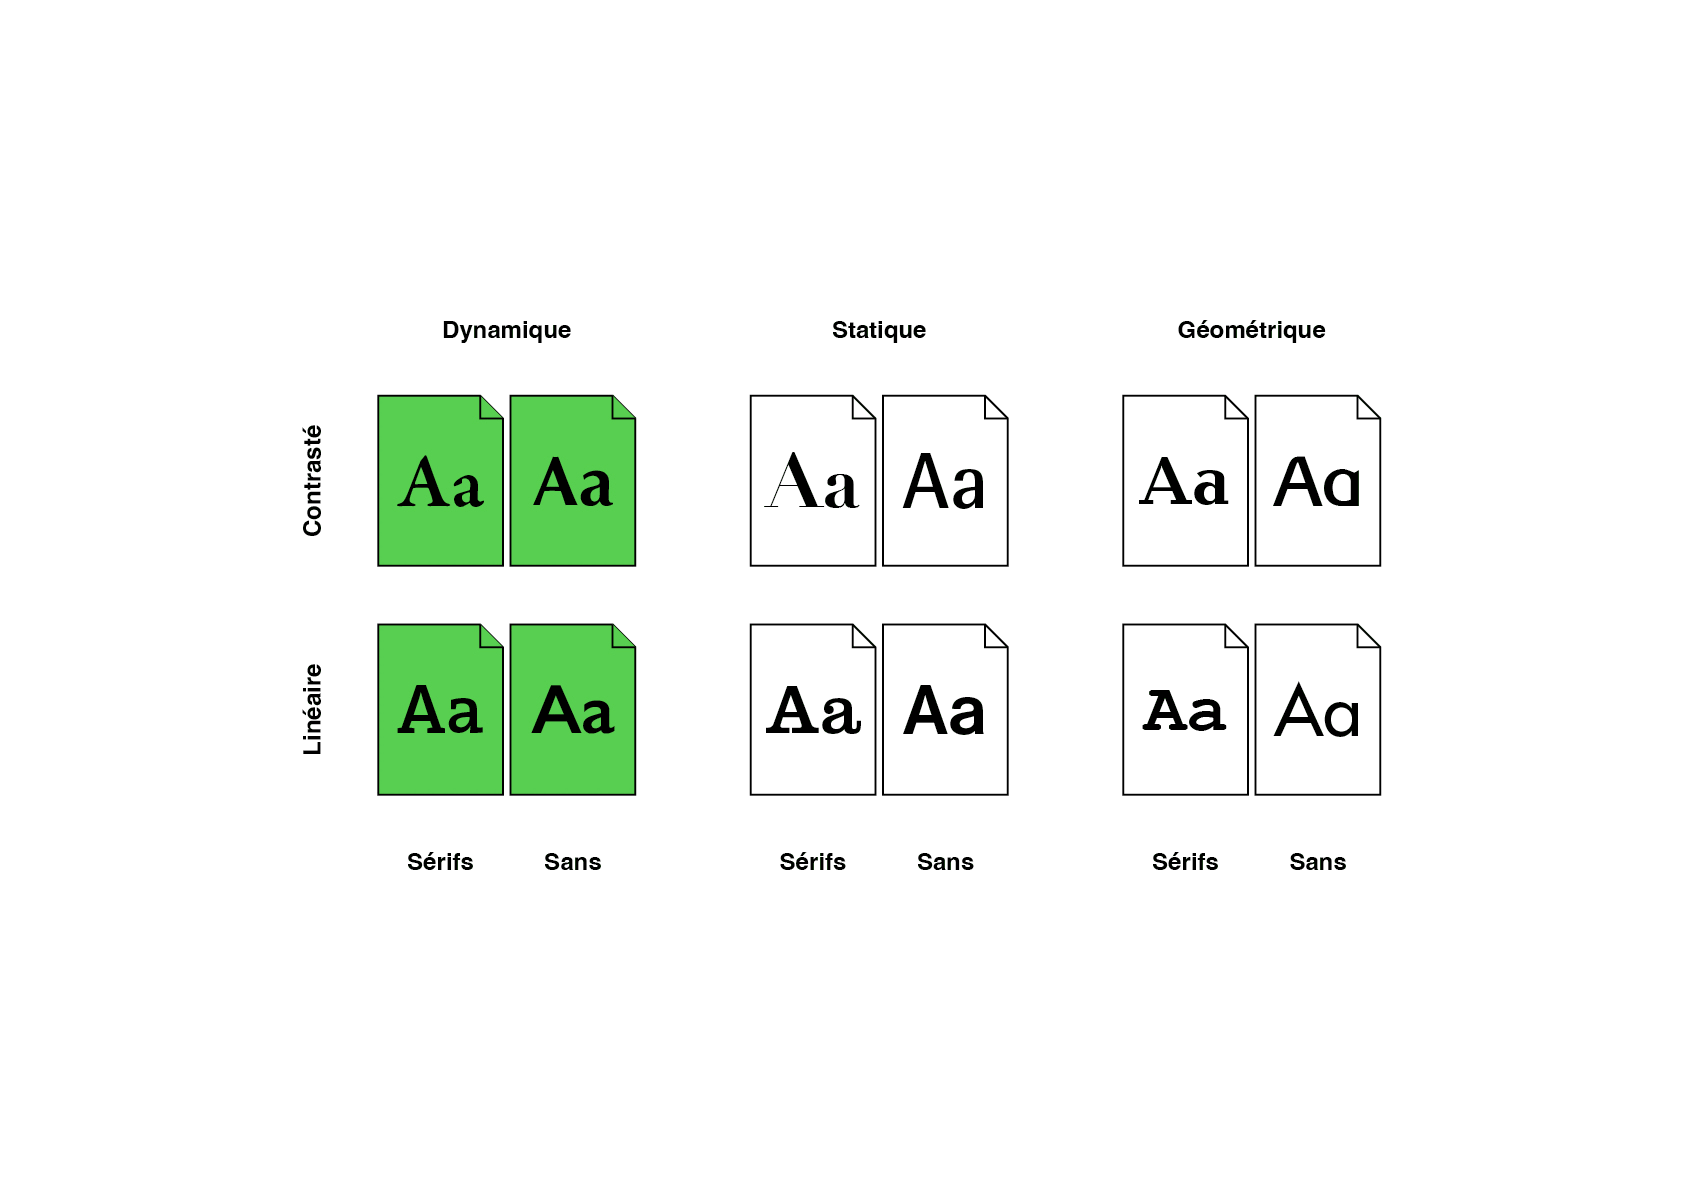 Dynamique Statique Géométrique
Contrasté
Aa Aa Aa Aa Aa Aa
Linéaire
Aa Aa Aa Aa Aa Aa
Sérifs Sans Sérifs Sans Sérifs Sans